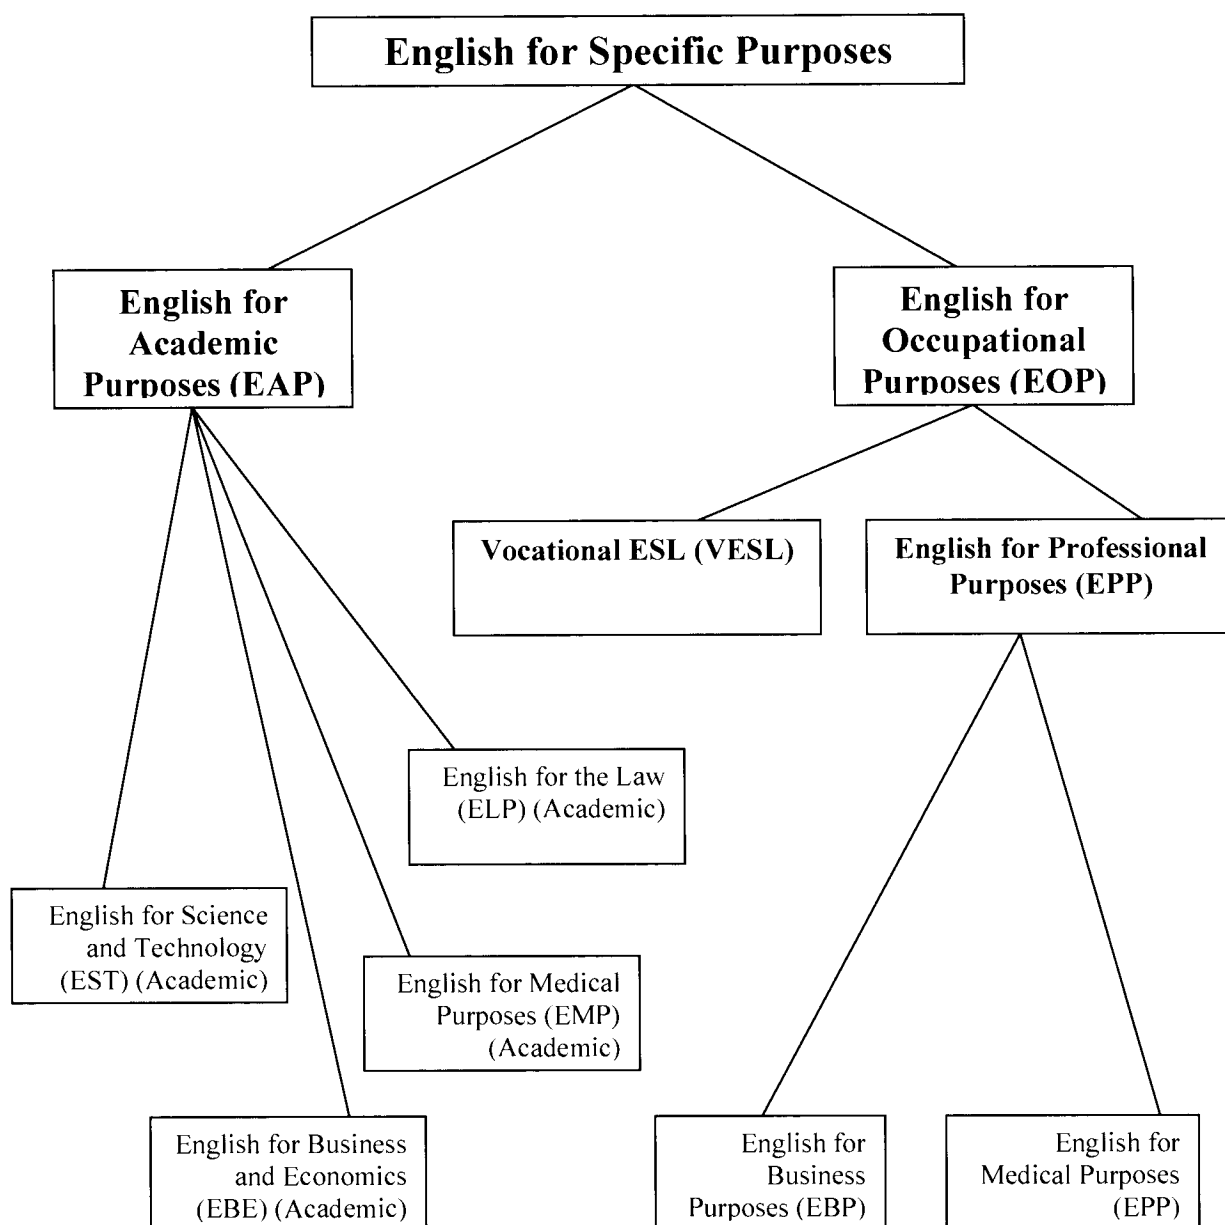 English for Specific Purposes
English for
Academic
Purposes (EAP)
English for
Occupational
Purposes (EOP)
Vocational ESL (VESL)
English for Professional
Purposes (EPP)
English for the Law
(ELP) (Academic)
English for Science
and Technology
(EST) (Academic)
English for Medical
Purposes (EMP)
(Academic)
English for Business
and Economics
(EBE) (Academic)
English for
Business
Purposes (EBP)
English for
Medical Purposes
(EPP)